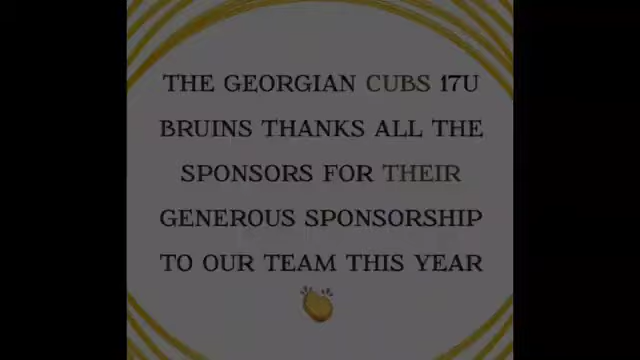 THE GEORGIAN CUBS 17U
BRUINS THANKS ALL THE
SPONSORS FOR THEIR
GENEROUS SPONSORSHIP
TO OUR TEAM THIS YEAR